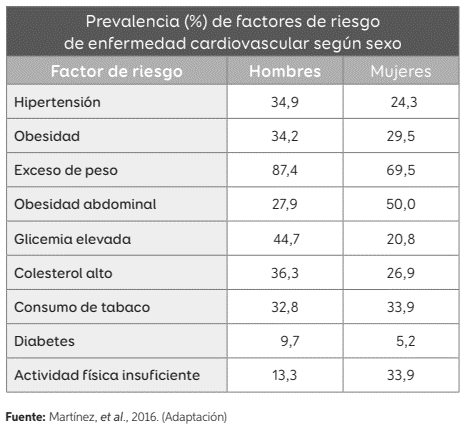 Prevalencia (%) de factores de riesgo
de enfermedad cardiovascular según sexo
Factor de riesgo Hombres Mujeres
Hipertensión 34,9 24,3
Obesidad 34,2 29,5
Exceso de peso 87,4 69,5
Obesidad abdominal 27,9 50,0
Glicemia elevada 44,7 20,8
Colesterol alto 36,3 26,9
Consumo de tabaco 32,8 33,9
Diabetes 9,7 5,2
Actividad física insuficiente 13,3 33,9
Fuente: Martínez, et al., 2016. (Adaptación)